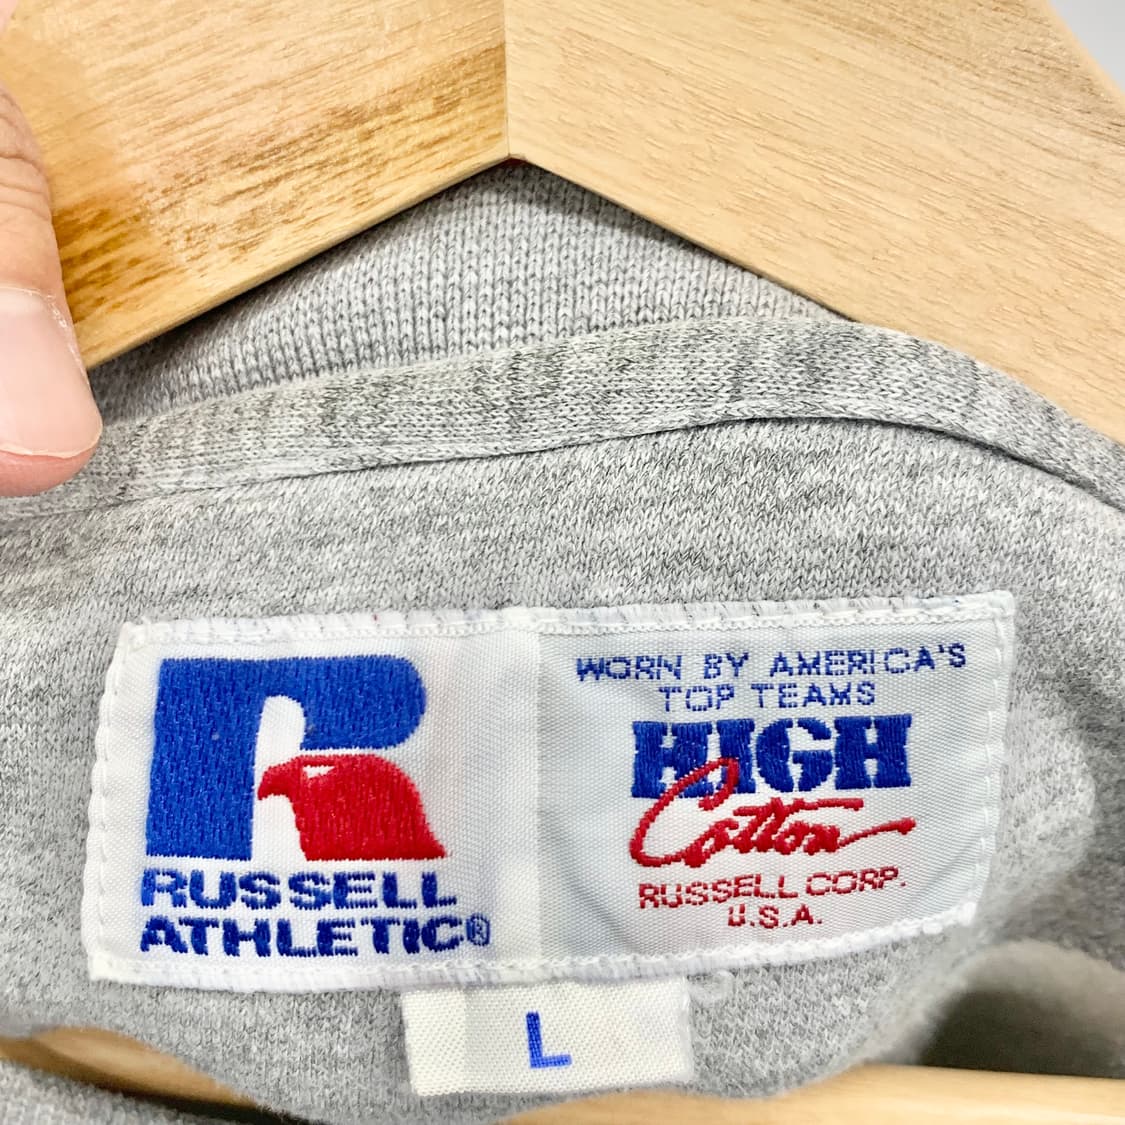 RUSSELL
ATHLETIC®
WORN BY AMERICA'S
TOP TEAMS
HIGH
Cotton
RUSSELL CORP.
U.S.A.
L